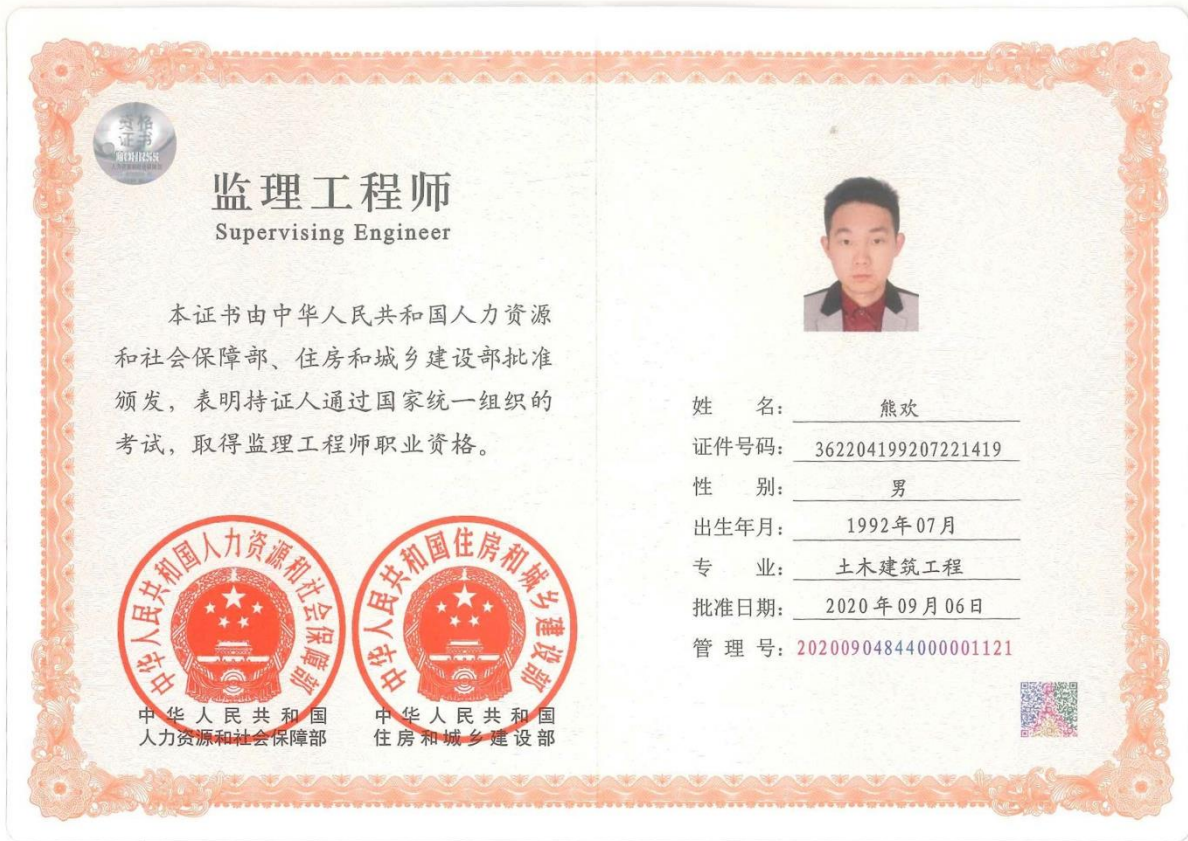 资格
证书
MOHRSS
监理工程师
Supervising Engineer
本证书由中华人民共和国人力资源
和社会保障部、住房和城乡建设部批准
颁发，表明持证人通过国家统一组织的
考试，取得监理工程师职业资格。
中华人民共和国人力资源和社会保障部
中华人民共和国住房和城乡建设部
中华人民共和国
人力资源和社会保障部
中华人民共和国
住房和城乡建设部
姓 名：熊欢
证件号码：362204199207221419
性 别：男
出生年月：1992年07月
专 业：土木建筑工程
批准日期：2020年09月06日
管 理 号：20200904844000001121